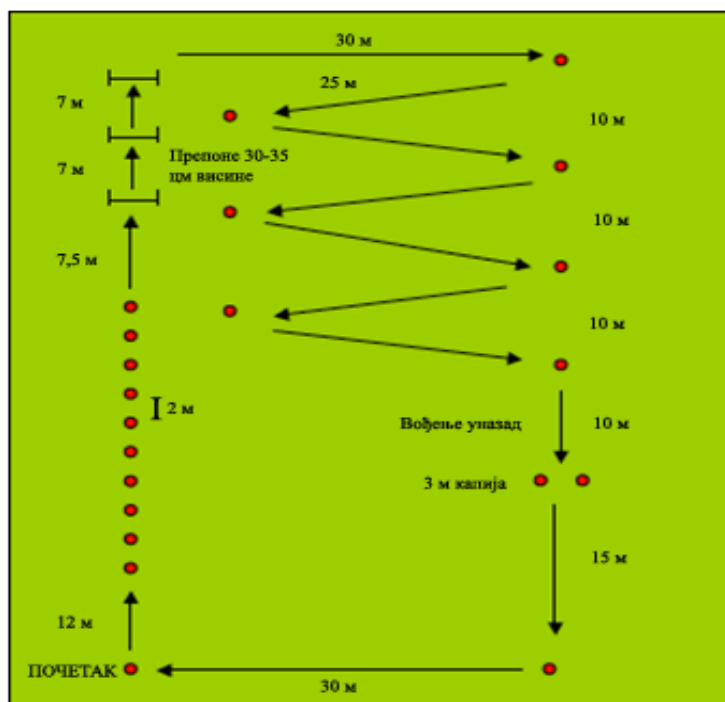 30 м
25 м
7 м
10 м
Препоне 30-35
цм висине
7 м
10 м
7,5 м
10 м
2 м
Вођење уназад
10 м
3 м капија
15 м
12 м
ПОЧЕТАК
30 м